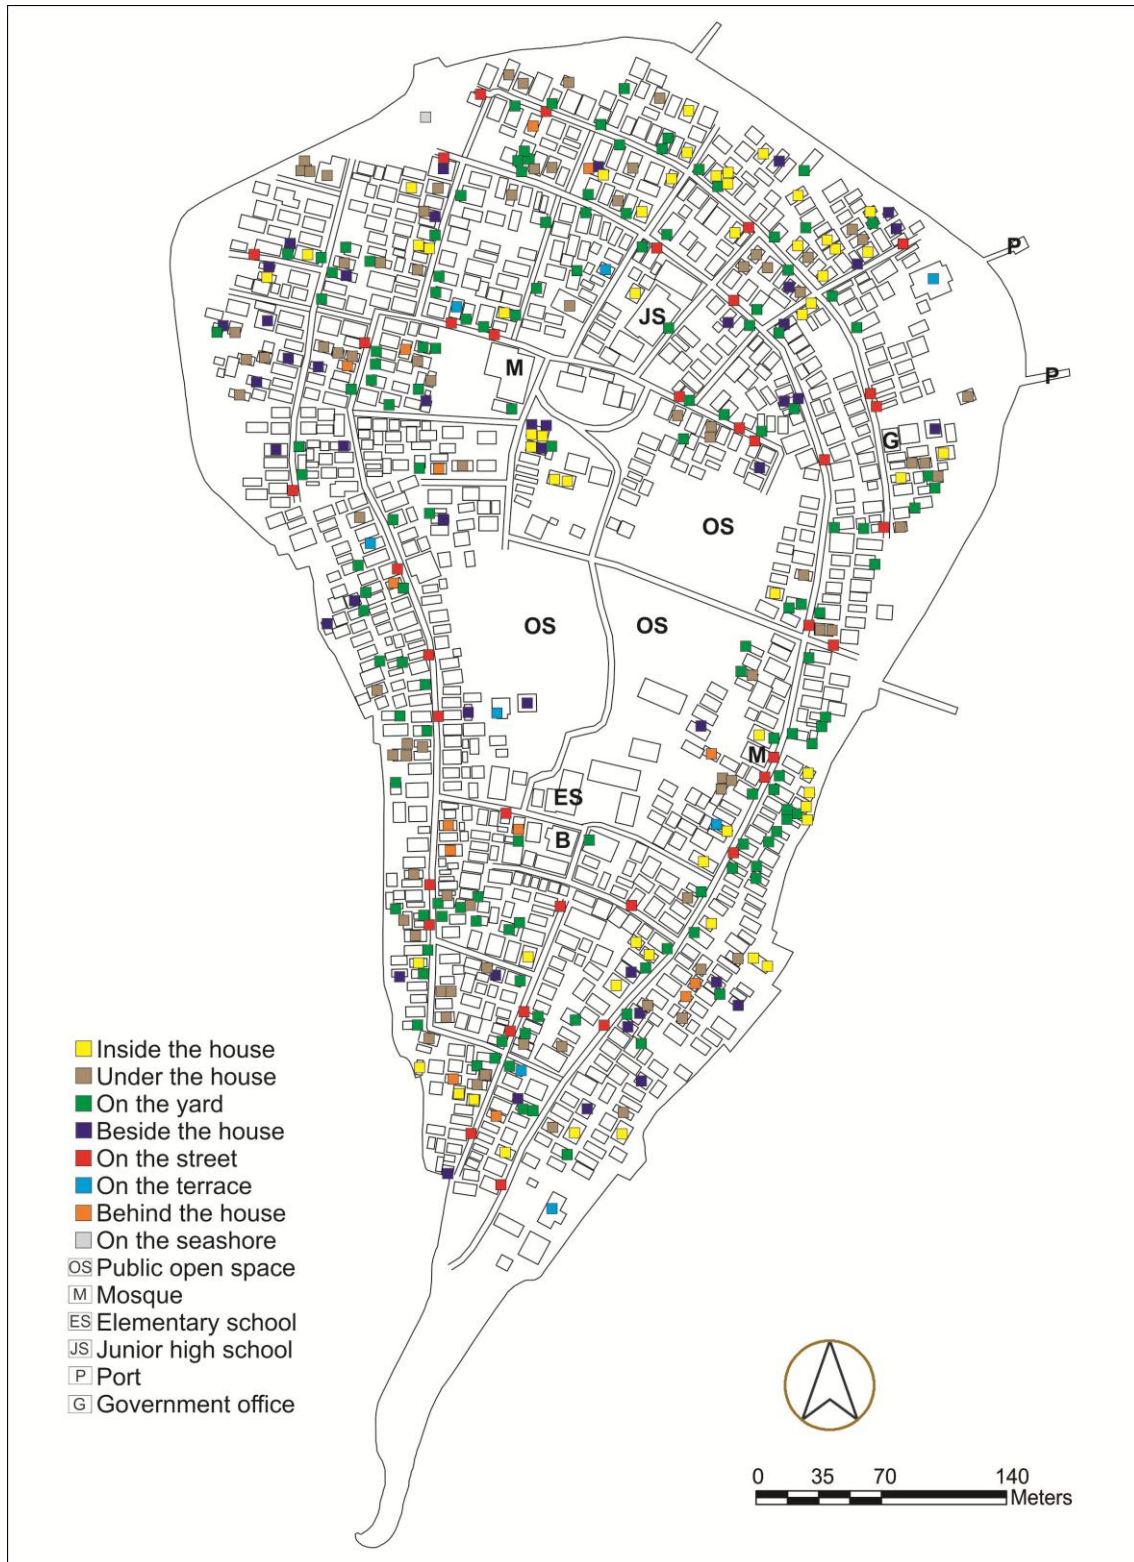 P
JS
P
M
G
OS
OS
OS
M
ES
B
Inside the house
Under the house
On the yard
Beside the house
On the street
On the terrace
Behind the house
On the seashore
OS Public open space
M Mosque
ES Elementary school
JS Junior high school
P Port
G Government office
0 35 70 140
Meters